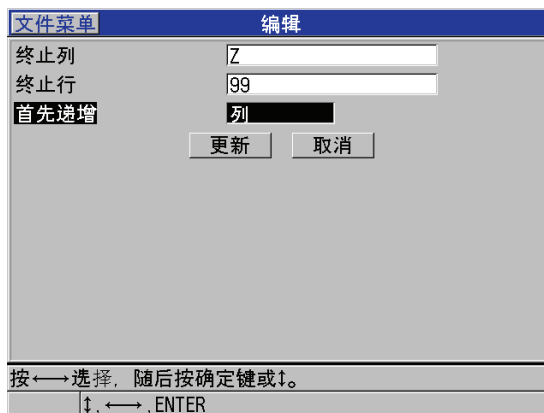 文件菜单 编辑
终止列 Z
终止行 99
首先递增 列
更新 取消
按←→选择, 随后按确定键或↕。
↕, ←→ ,ENTER